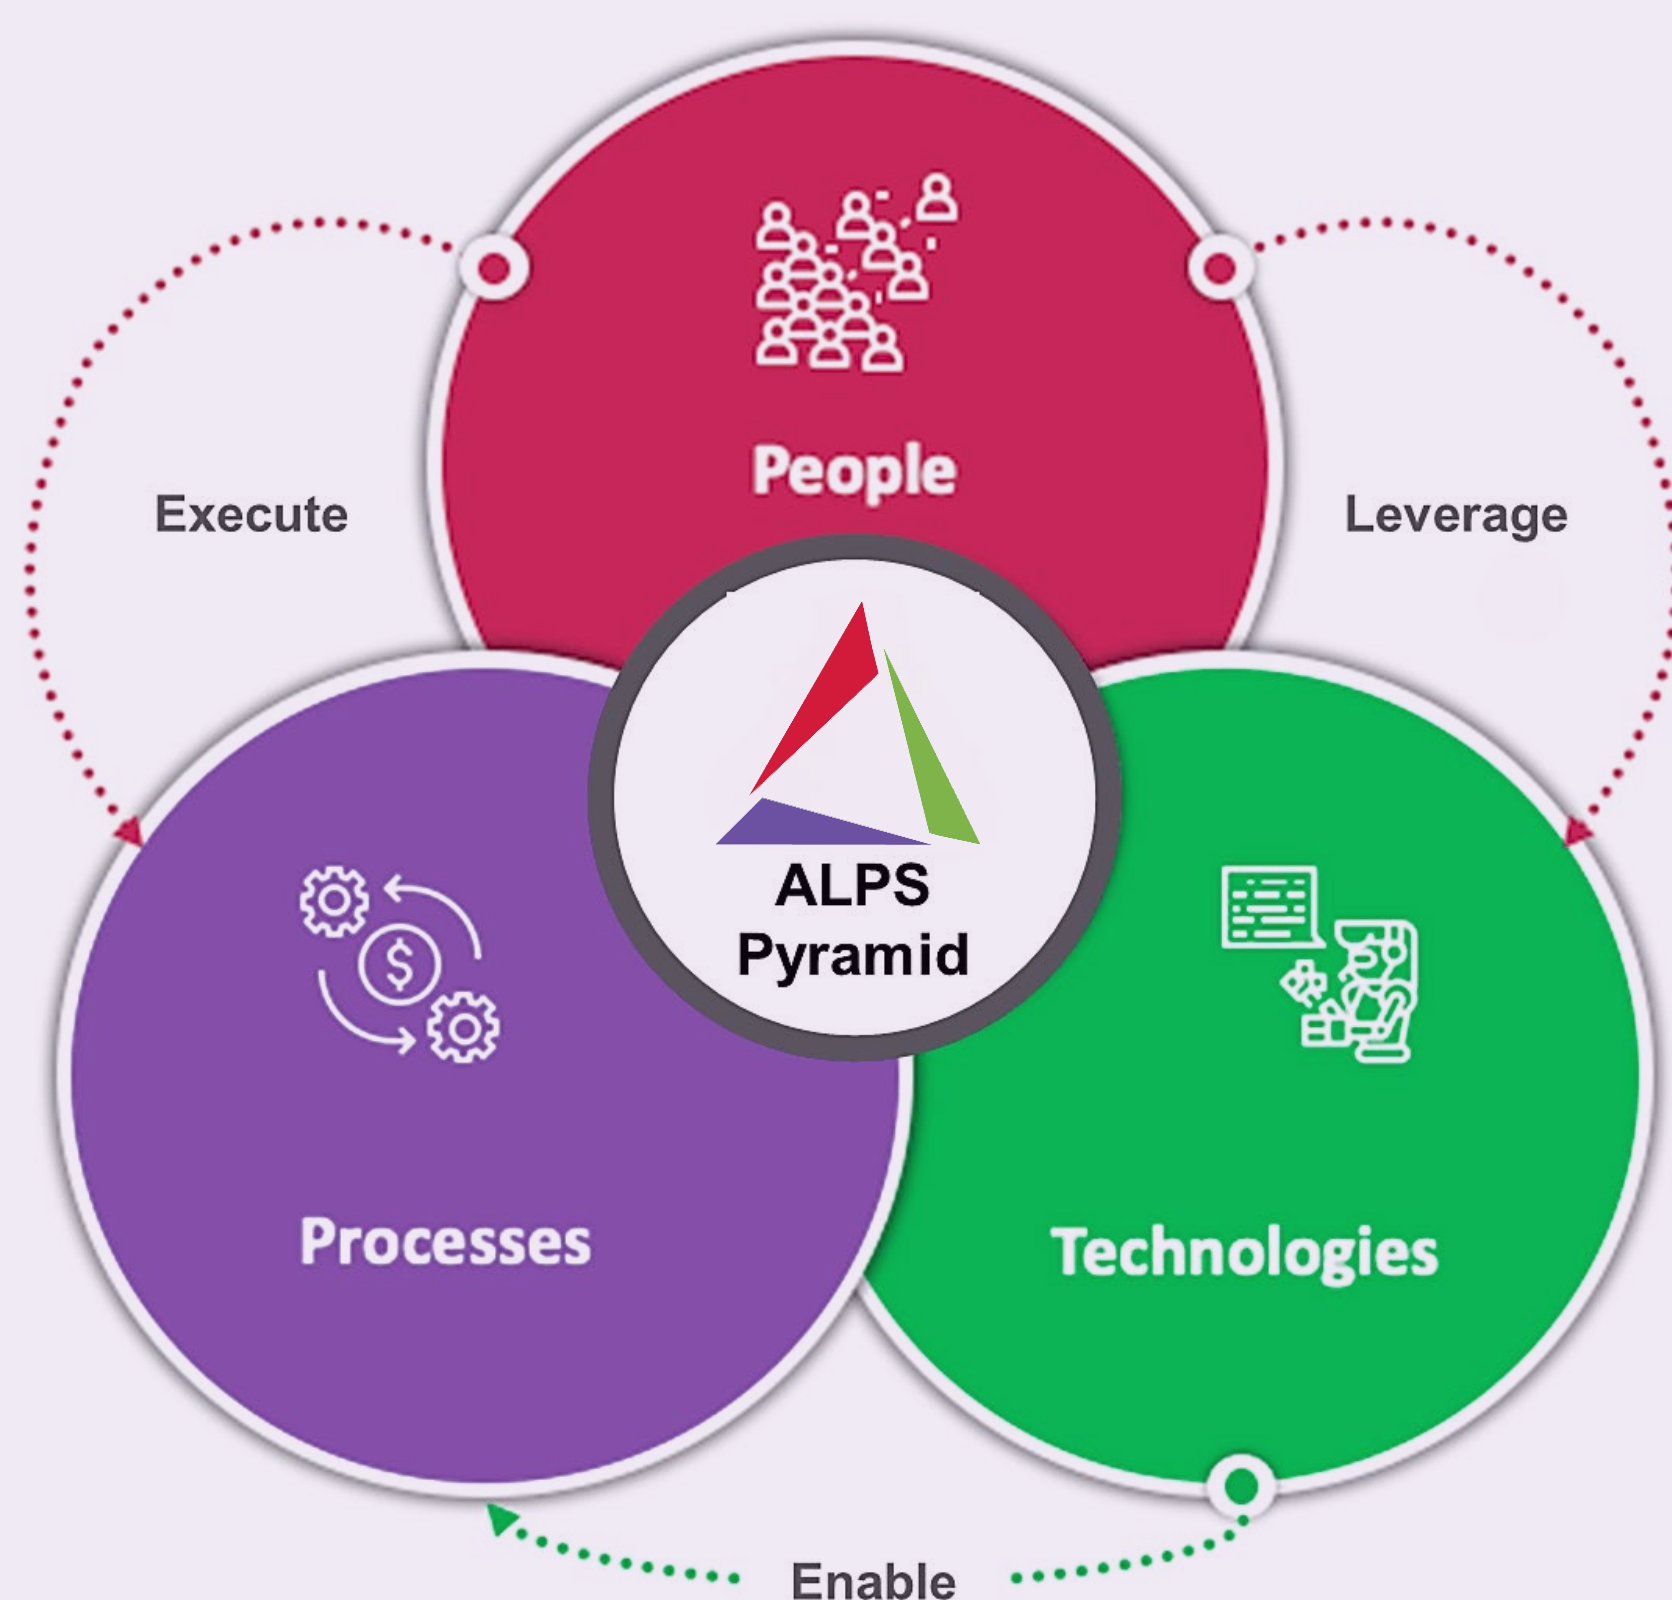 People
Execute
Leverage
ALPS
Pyramid
$
Processes
Technologies
Enable